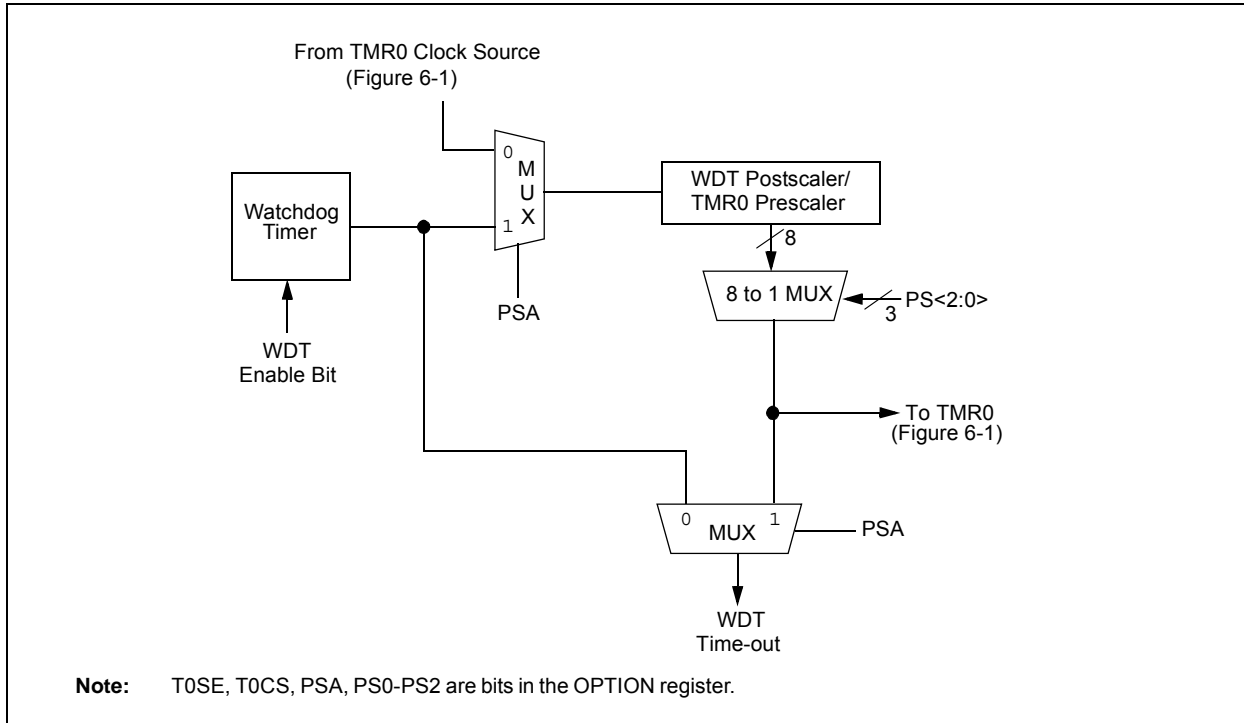 From TMR0 Clock Source
(Figure 6-1)
0
M
U
X
1
PSA
Watchdog
Timer
WDT
Enable Bit
WDT Postscaler/
TMR0 Prescaler
8
8 to 1 MUX
PS<2:0>
3
To TMR0
(Figure 6-1)
0
1
MUX
PSA
WDT
Time-out
Note: T0SE, T0CS, PSA, PS0-PS2 are bits in the OPTION register.